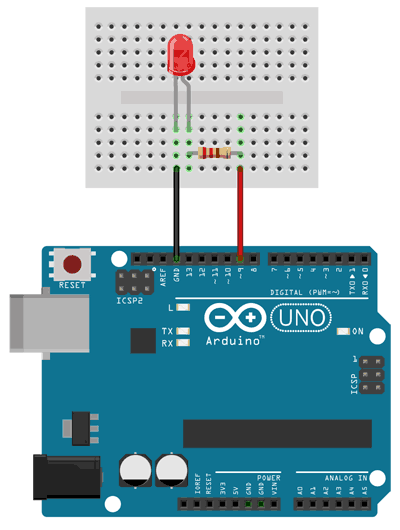 RESET
ICSP2
AREF
GND
13
12
~11
~10
~9
8
7
~6
~5
4
~3
2
TX▶1
RX◀0
DIGITAL (PWM=~)
L
TX
RX
UNO
Arduino™
ON
1
ICSP
IOREF
RESET
3V3
5V
GND
GND
VIN
POWER
ANALOG IN
A0
A1
A2
A3
A4
A5